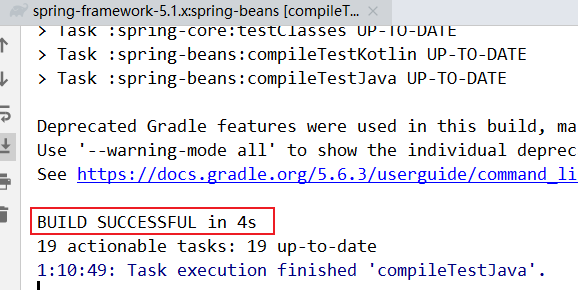 spring-framework-5.1.x:spring-beans [compileT...
> Task :spring-core:testClasses UP-TO-DATE
> Task :spring-beans:compileTestKotlin UP-TO-DATE
> Task :spring-beans:compileTestJava UP-TO-DATE
Deprecated Gradle features were used in this build, ma
Use '--warning-mode all' to show the individual deprec
See https://docs.gradle.org/5.6.3/userguide/command_li
BUILD SUCCESSFUL in 4s
19 actionable tasks: 19 up-to-date
1:10:49: Task execution finished 'compileTestJava'.